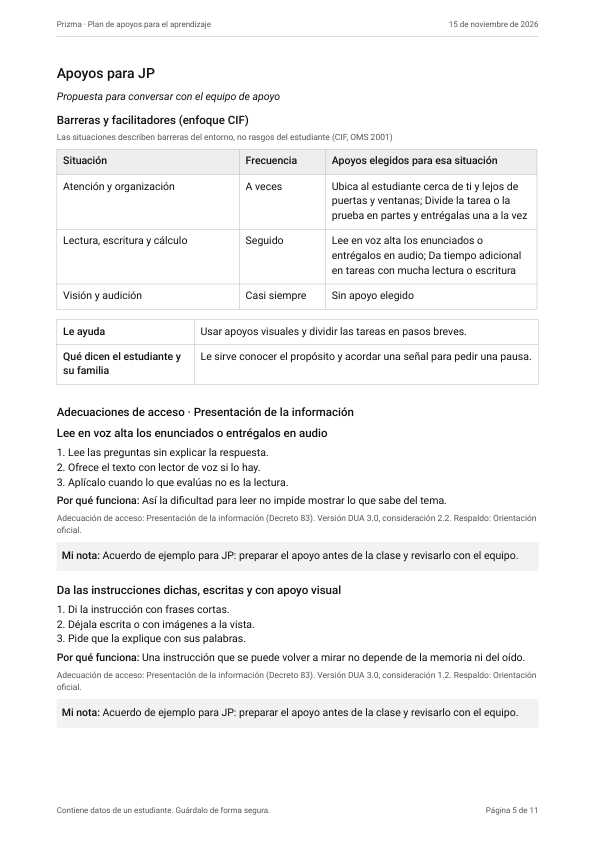 Prizma · Plan de apoyos para el aprendizaje
15 de noviembre de 2026
Apoyos para JP
Propuesta para conversar con el equipo de apoyo
Barreras y facilitadores (enfoque CIF)
Las situaciones describen barreras del entorno, no rasgos del estudiante (CIF, OMS 2001)
Situación Frecuencia Apoyos elegidos para esa situación
Atención y organización A veces Ubica al estudiante cerca de ti y lejos de
puertas y ventanas; Divide la tarea o la
prueba en partes y entrégalas una a la vez
Lectura, escritura y cálculo Seguido Lee en voz alta los enunciados o
entrégalos en audio; Da tiempo adicional
en tareas con mucha lectura o escritura
Visión y audición Casi siempre Sin apoyo elegido
Le ayuda Usar apoyos visuales y dividir las tareas en pasos breves.
Qué dicen el estudiante y
su familia
Le sirve conocer el propósito y acordar una señal para pedir una pausa.
Adecuaciones de acceso · Presentación de la información
Lee en voz alta los enunciados o entrégalos en audio
1. Lee las preguntas sin explicar la respuesta.
2. Ofrece el texto con lector de voz si lo hay.
3. Aplícalo cuando lo que evalúas no es la lectura.
Por qué funciona: Así la dificultad para leer no impide mostrar lo que sabe del tema.
Adecuación de acceso: Presentación de la información (Decreto 83). Versión DUA 3.0, consideración 2.2. Respaldo: Orientación
oficial.
Mi nota: Acuerdo de ejemplo para JP: preparar el apoyo antes de la clase y revisarlo con el equipo.
Da las instrucciones dichas, escritas y con apoyo visual
1. Di la instrucción con frases cortas.
2. Déjala escrita o con imágenes a la vista.
3. Pide que la explique con sus palabras.
Por qué funciona: Una instrucción que se puede volver a mirar no depende de la memoria ni del oído.
Adecuación de acceso: Presentación de la información (Decreto 83). Versión DUA 3.0, consideración 1.2. Respaldo: Orientación
oficial.
Mi nota: Acuerdo de ejemplo para JP: preparar el apoyo antes de la clase y revisarlo con el equipo.
Contiene datos de un estudiante. Guárdalo de forma segura.
Página 5 de 11